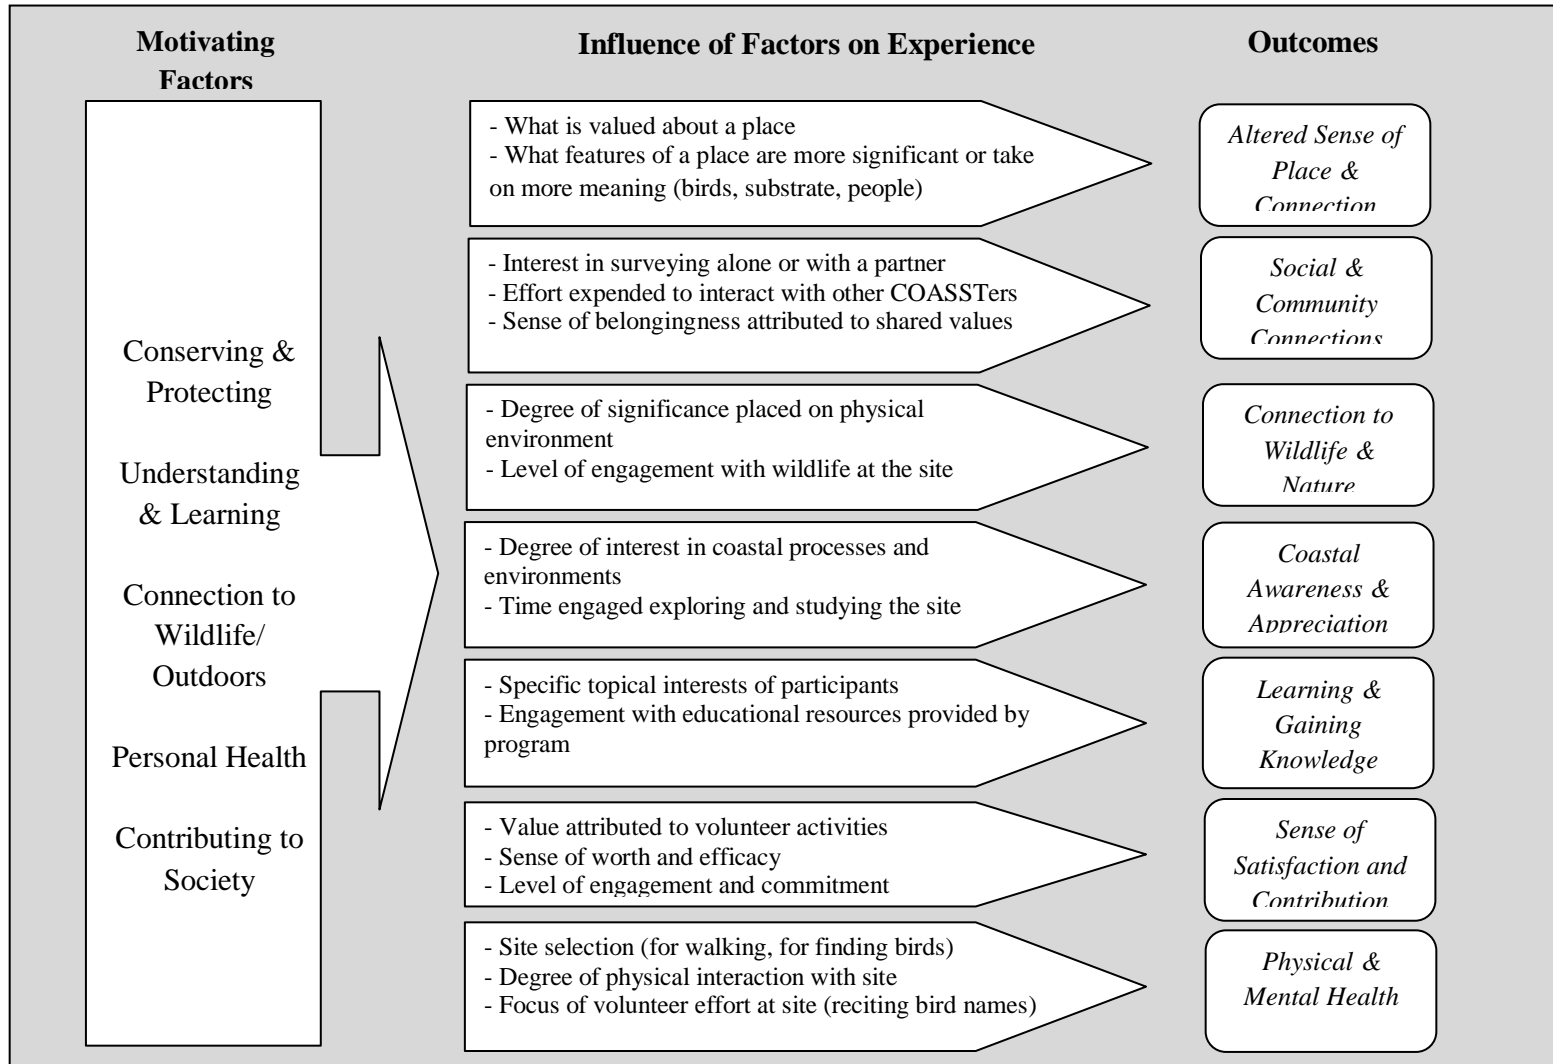 Motivating
Factors
Influence of Factors on Experience
Outcomes
Conserving &
Protecting
Understanding
& Learning
Connection to
Wildlife/
Outdoors
Personal Health
Contributing to
Society
- What is valued about a place
- What features of a place are more significant or take
on more meaning (birds, substrate, people)
Altered Sense of
Place &
Connection
- Interest in surveying alone or with a partner
- Effort expended to interact with other COASSTers
- Sense of belongingness attributed to shared values
Social &
Community
Connections
- Degree of significance placed on physical
environment
- Level of engagement with wildlife at the site
Connection to
Wildlife &
Nature
- Degree of interest in coastal processes and
environments
- Time engaged exploring and studying the site
Coastal
Awareness &
Appreciation
- Specific topical interests of participants
- Engagement with educational resources provided by
program
Learning &
Gaining
Knowledge
- Value attributed to volunteer activities
- Sense of worth and efficacy
- Level of engagement and commitment
Sense of
Satisfaction and
Contribution
- Site selection (for walking, for finding birds)
- Degree of physical interaction with site
- Focus of volunteer effort at site (reciting bird names)
Physical &
Mental Health